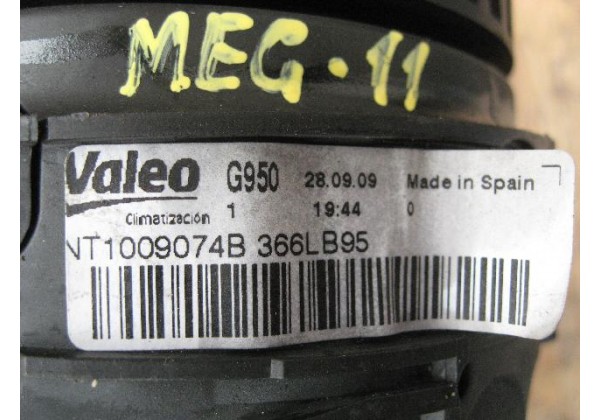 MEG-11
Valeo G950 28.09.09 Made in Spain
Climatización 1 19:44 0
NT1009074B 366LB95